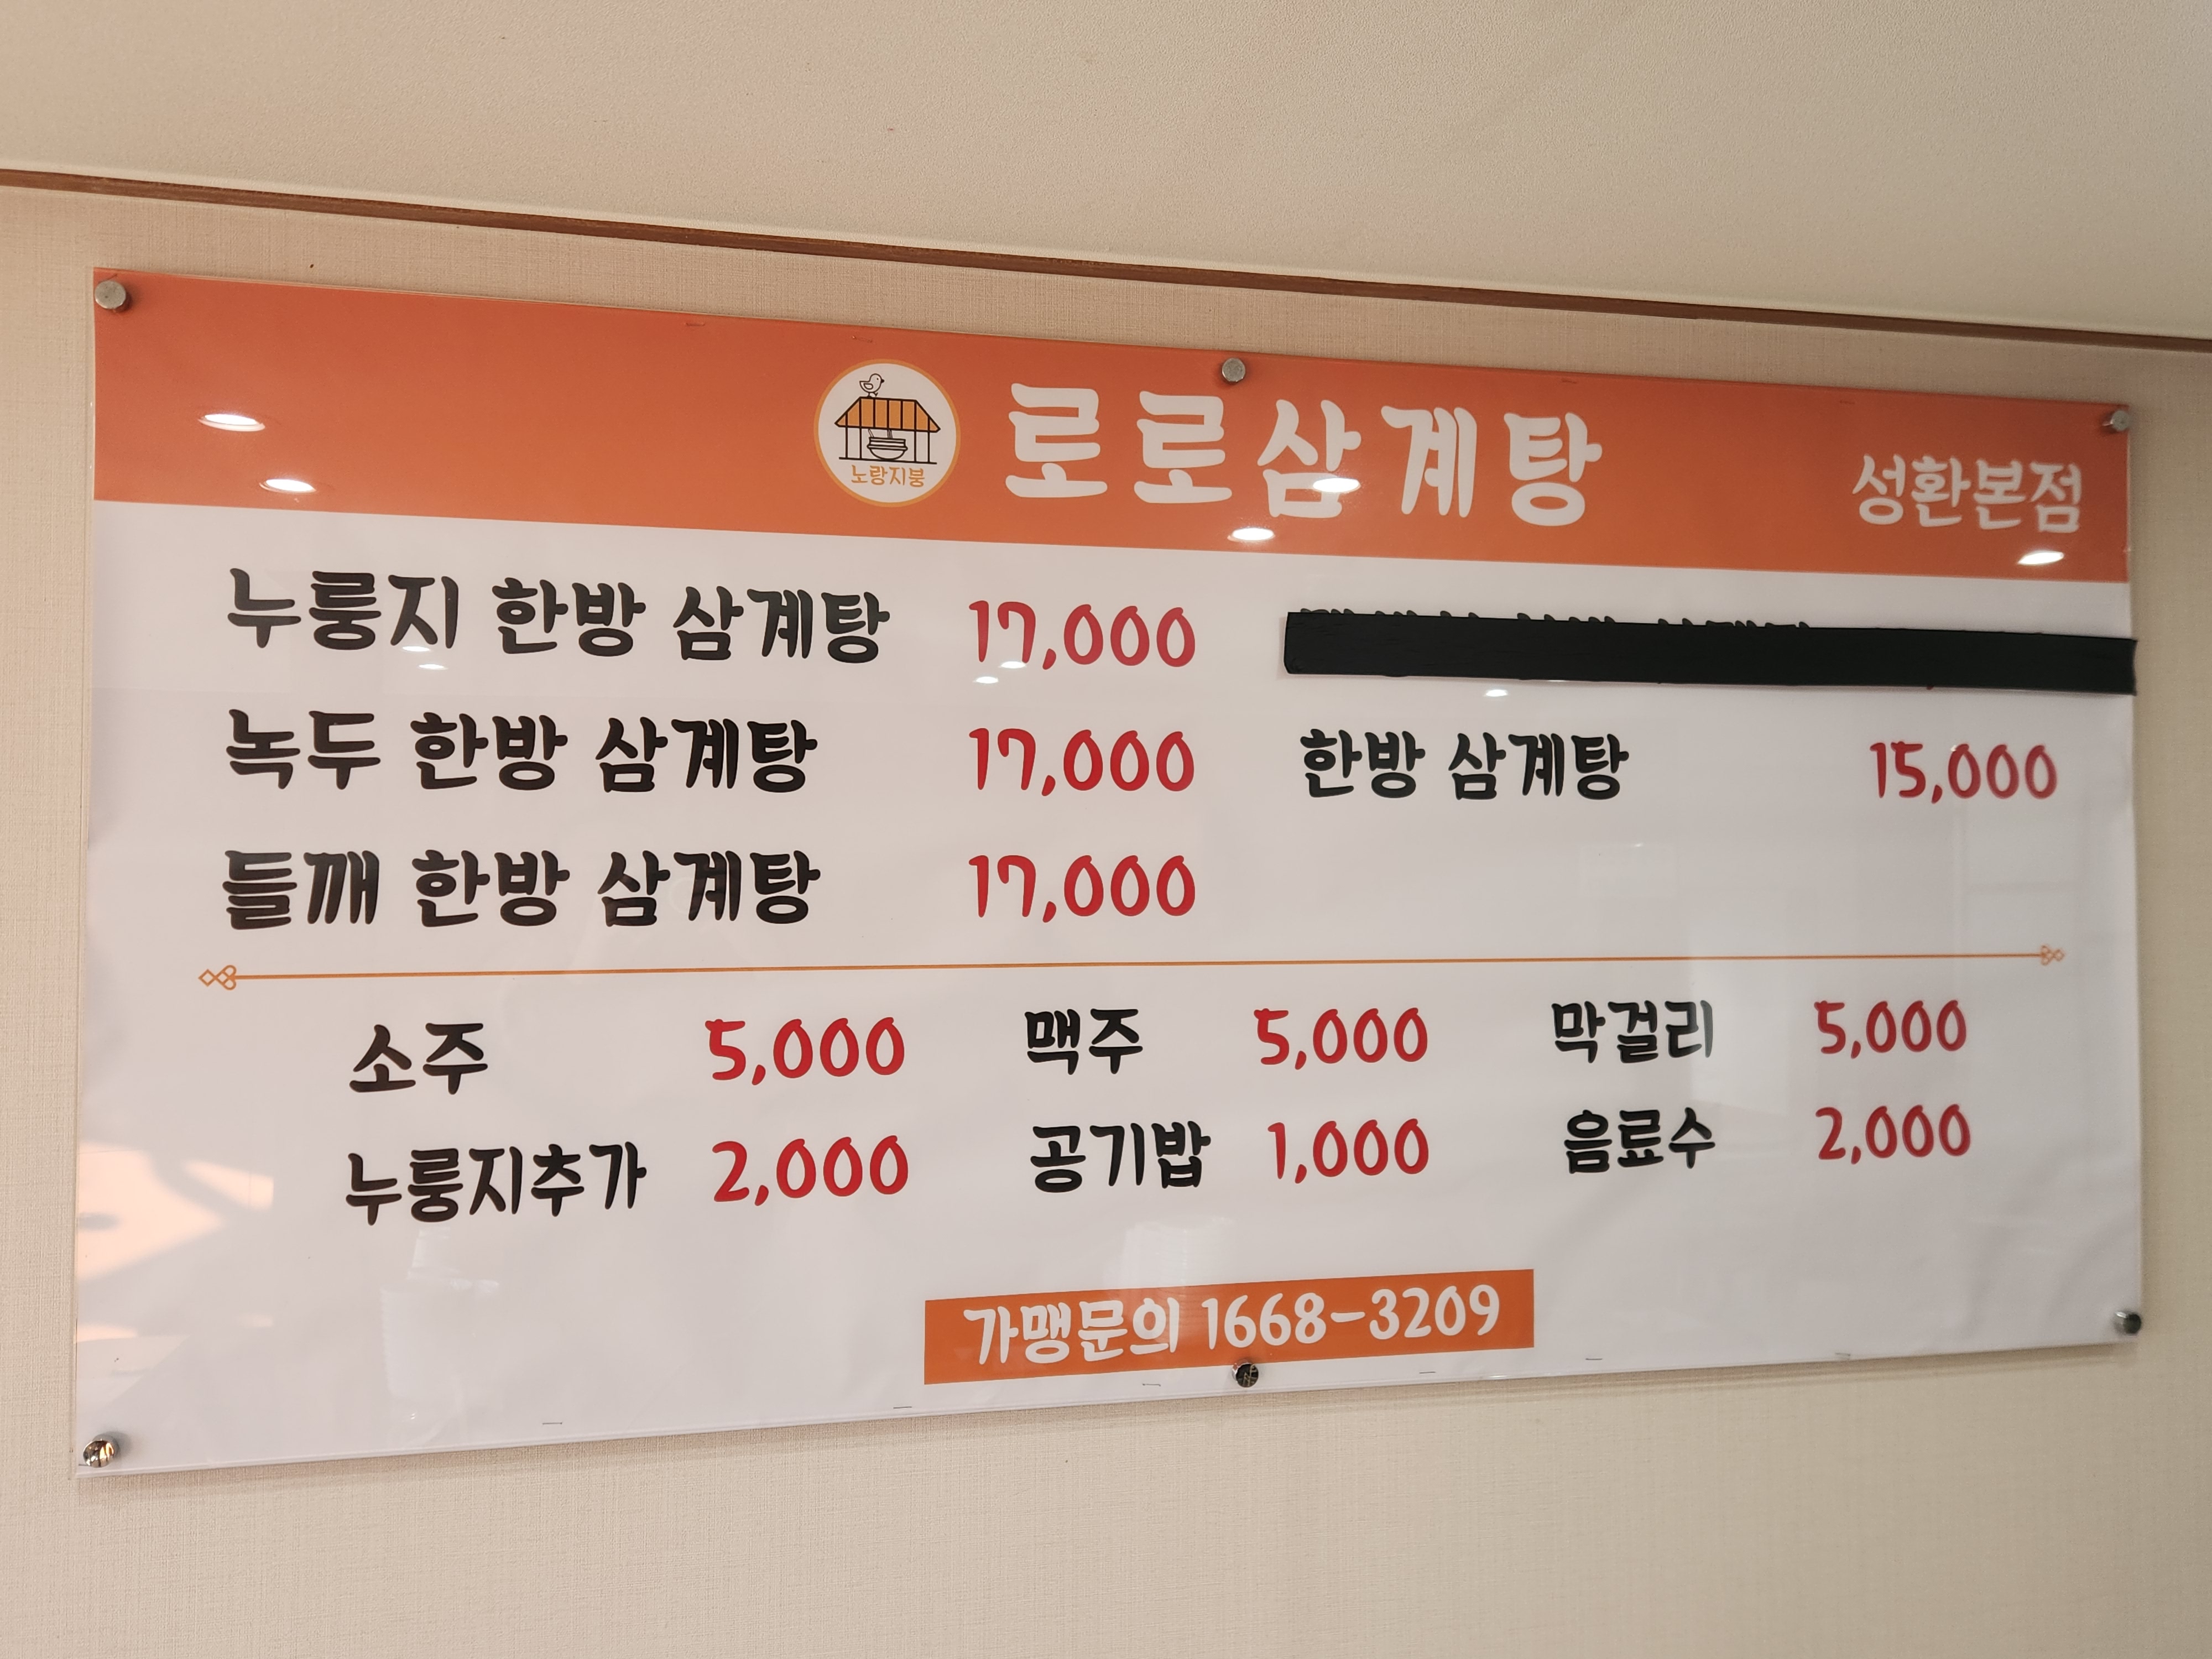 노랑지붕
토로삼계탕
성환본점
누룽지 한방 삼계탕 17,000
녹두 한방 삼계탕 17,000 한방 삼계탕 15,000
들깨 한방 삼계탕 17,000
소주 5,000 맥주 5,000 막걸리 5,000
누룽지추가 2,000 공기밥 1,000 음료수 2,000
가맹문의 1668-3209